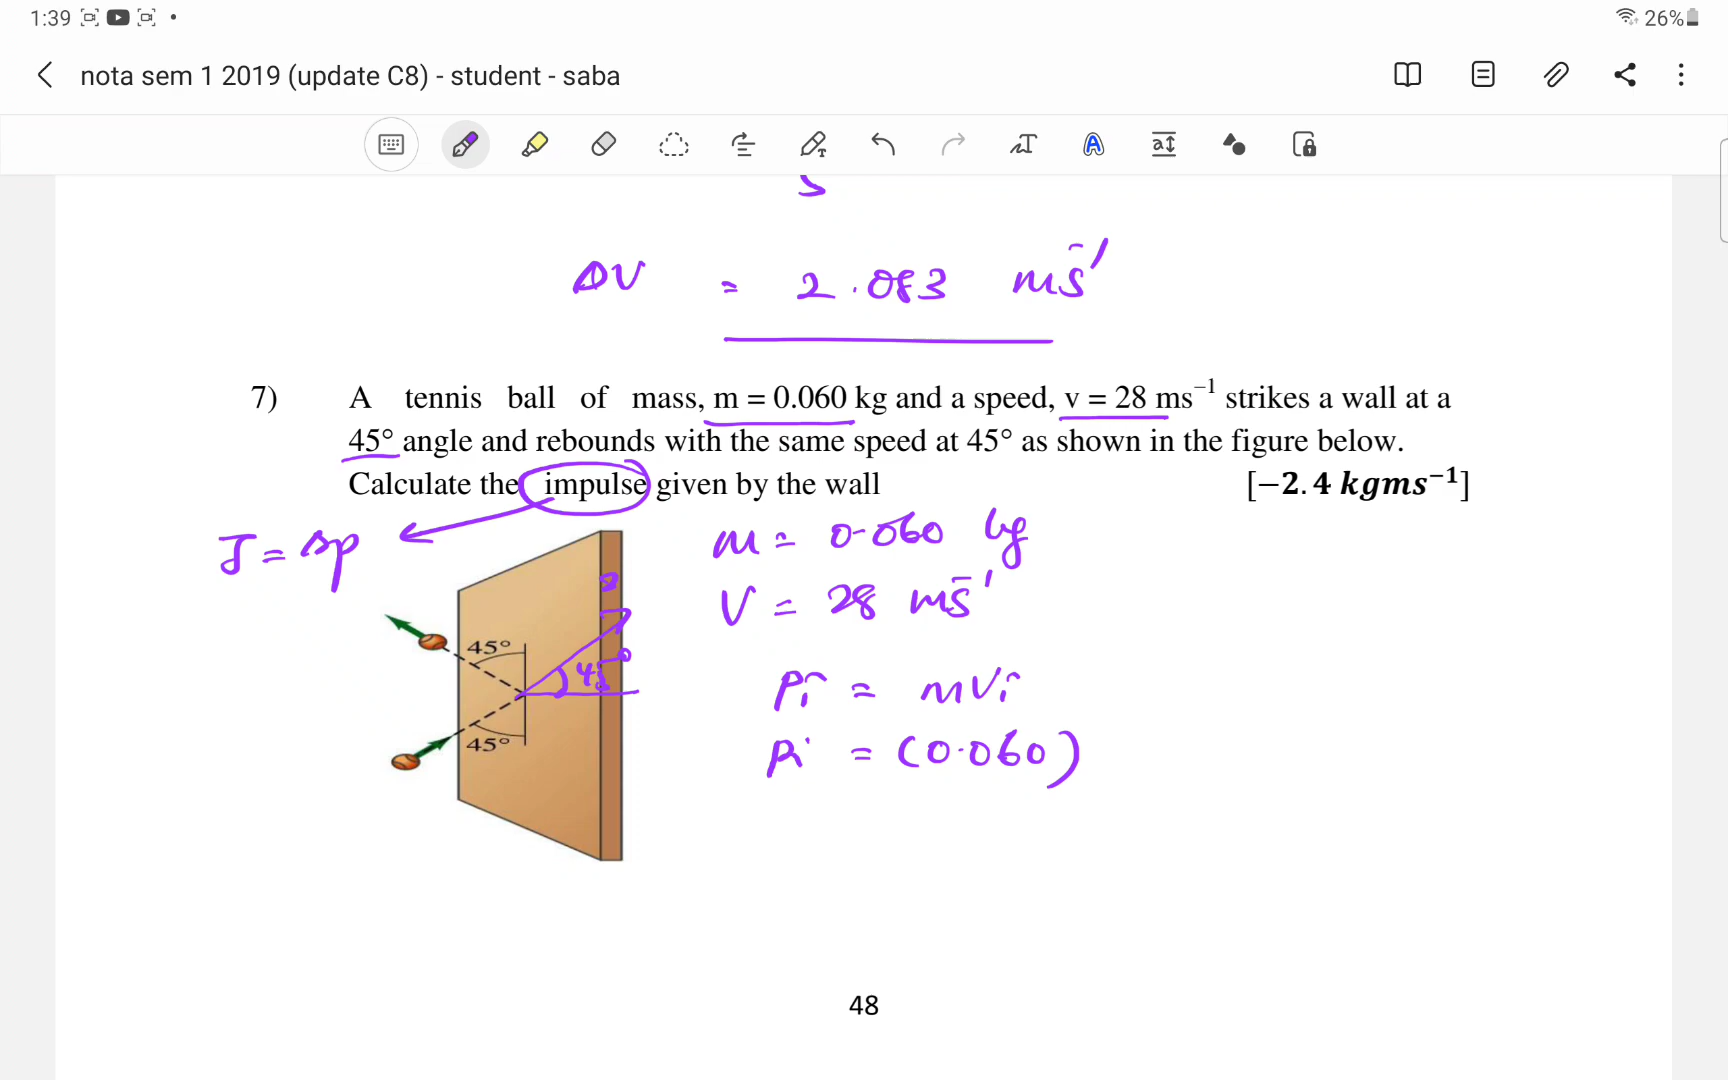 1:39
26%
nota sem 1 2019 (update C8) - student - saba
ΔV = 2.083 ms⁻¹
7) A tennis ball of mass, m = 0.060 kg and a speed, v = 28 ms⁻¹ strikes a wall at a
45° angle and rebounds with the same speed at 45° as shown in the figure below.
Calculate the impulse given by the wall [−2.4 kgms⁻¹]
J = Δp
m = 0.060 kg
V = 28 ms⁻¹
45°
45°
45°
Pi = mVi
Pi = (0.060)
48